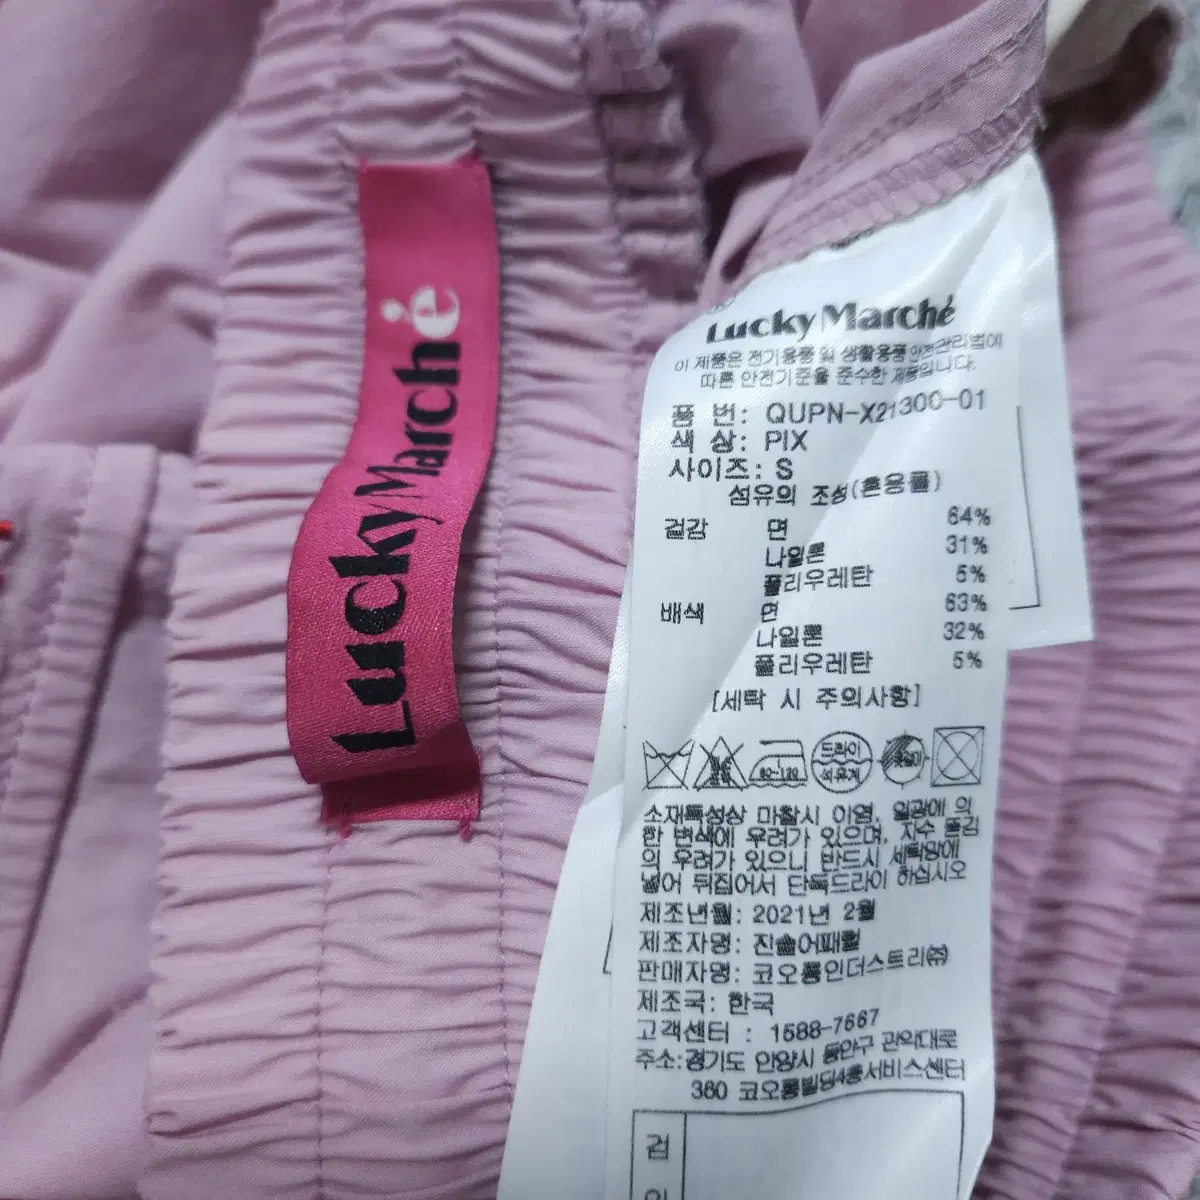 LuckyMarché
Lucky Marché
이 제품은 전기용품 및 생활용품안전관리법에
따른 안전기준을 준수한 제품입니다.
품 번: QUPN-X21300-01
색 상: PIX
사이즈: S
섬유의 조성(혼용률)
겉감 면 64%
나일론 31%
폴리우레탄 5%
배색 면 63%
나일론 32%
폴리우레탄 5%
[세탁 시 주의사항]
80~120
드라이
석유계
소재특성상 마찰시 이염, 일광에 의
한 변색에 우려가 있으며, 자수 뜯김
의 우려가 있으니 반드시 세탁망에
넣어 뒤집어서 단독드라이 하십시오
제조년월: 2021년 2월
제조자명: 진솔어패럴
판매자명: 코오롱인더스트리㈜
제조국: 한국
고객센터 : 1588-7667
주소:경기도 안양시 동안구 관악대로
360 코오롱빌딩4층서비스센터
검